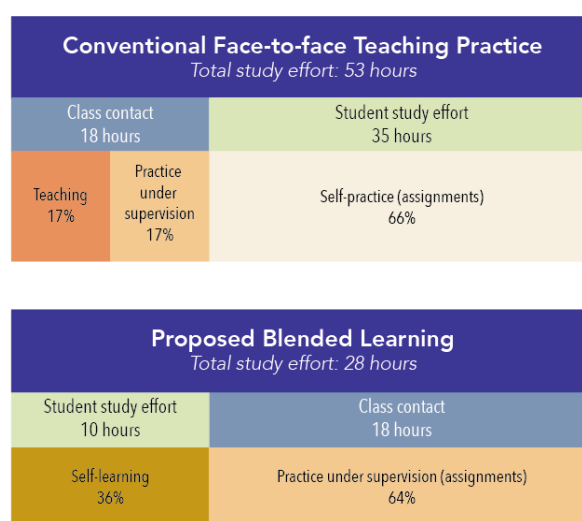 Conventional Face-to-face Teaching Practice
Total study effort: 53 hours
Class contact
18 hours
Student study effort
35 hours
Teaching
17%
Practice
under
supervision
17%
Self-practice (assignments)
66%
Proposed Blended Learning
Total study effort: 28 hours
Student study effort
10 hours
Class contact
18 hours
Self-learning
36%
Practice under supervision (assignments)
64%